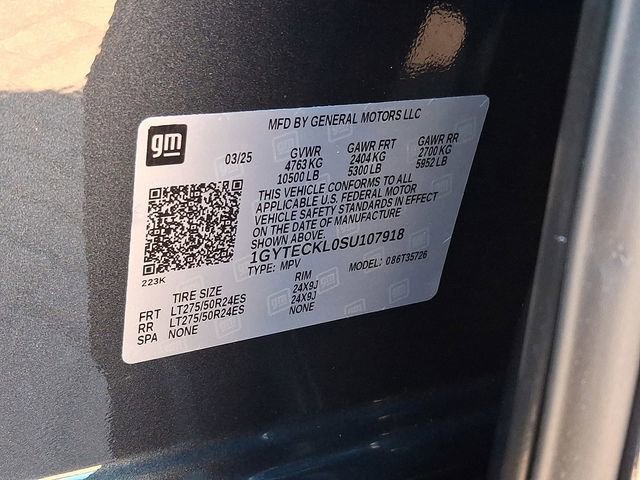 gm
MFD BY GENERAL MOTORS LLC
03/25 GVWR GAWR FRT GAWR RR
4763 KG 2404 KG 2700 KG
10500 LB 5300 LB 5952 LB
THIS VEHICLE CONFORMS TO ALL
APPLICABLE U.S. FEDERAL MOTOR
VEHICLE SAFETY STANDARDS IN EFFECT
ON THE DATE OF MANUFACTURE
SHOWN ABOVE.
1GYTECKL0SU107918
TYPE: MPV MODEL: 086T35726
223K
TIRE SIZE RIM
FRT LT275/50R24ES 24X9J
RR LT275/50R24ES 24X9J
SPA NONE NONE